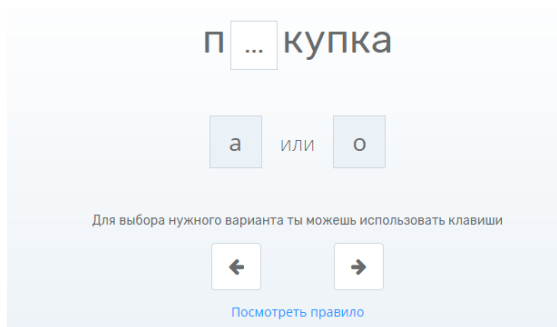 п ... купка
а или о
Для выбора нужного варианта ты можешь использовать клавиши
Посмотреть правило